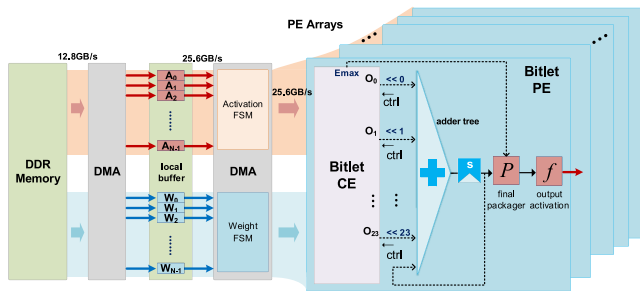 PE Arrays
12.8GB/s
25.6GB/s
25.6GB/s
DDR
Memory
DMA
A0
A1
A2
AN-1
local
buffer
W0
W1
W2
WN-1
Activation
FSM
DMA
Weight
FSM
Emax
Bitlet
CE
O0 << 0
ctrl
O1 << 1
ctrl
O23 << 23
ctrl
adder tree
Bitlet
PE
S
P
f
final
packager
output
activation